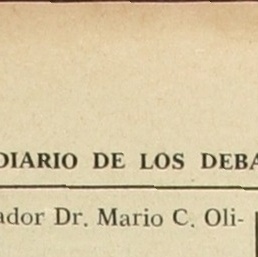 DIARIO DE LOS DEBA
ador Dr. Mario C. Oli-